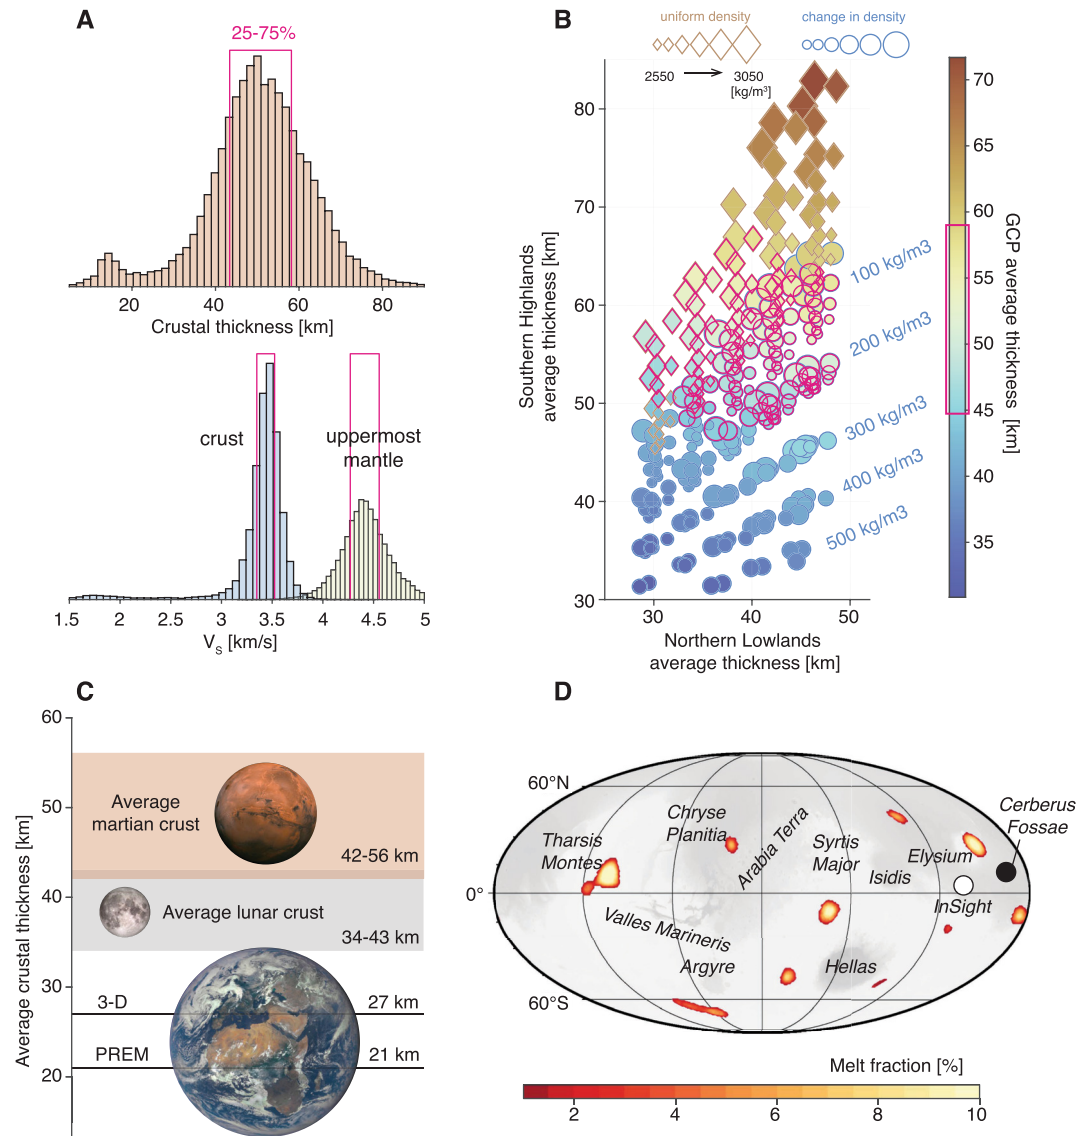 A
25-75%
20
40
60
80
Crustal thickness [km]
crust
uppermost
mantle
1.5
2
2.5
3
3.5
4
4.5
5
V_S [km/s]
B
uniform density
change in density
2550
3050
[kg/m³]
80
70
60
50
40
30
Southern Highlands
average thickness [km]
100 kg/m3
200 kg/m3
300 kg/m3
400 kg/m3
500 kg/m3
30
40
50
Northern Lowlands
average thickness [km]
70
65
60
55
50
45
40
35
GCP average thickness [km]
C
60
50
40
30
20
Average crustal thickness [km]
Average
martian crust
42-56 km
Average lunar crust
34-43 km
3-D
27 km
PREM
21 km
D
60°N
0°
60°S
Cerberus
Fossae
Chryse
Planitia
Arabia Terra
Tharsis
Montes
Syrtis
Major
Elysium
Isidis
InSight
Valles Marineris
Argyre
Hellas
Melt fraction [%]
2
4
6
8
10